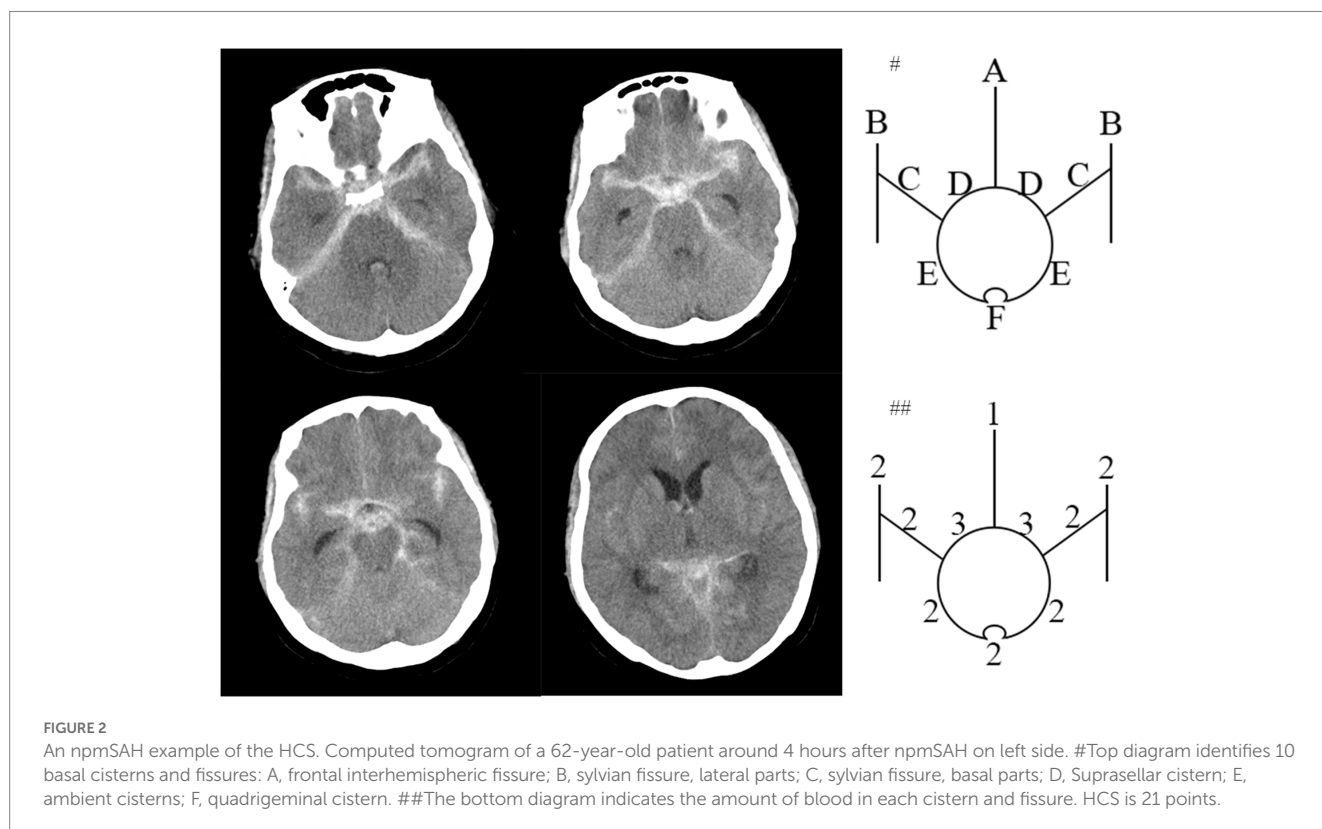 #
A
B B
C D D C
E E
F
##
1
2 2
2 3 3 2
2 2
2
FIGURE 2
An npmSAH example of the HCS. Computed tomogram of a 62-year-old patient around 4 hours after npmSAH on left side. #Top diagram identifies 10
basal cisterns and fissures: A, frontal interhemispheric fissure; B, sylvian fissure, lateral parts; C, sylvian fissure, basal parts; D, Suprasellar cistern; E,
ambient cisterns; F, quadrigeminal cistern. ##The bottom diagram indicates the amount of blood in each cistern and fissure. HCS is 21 points.